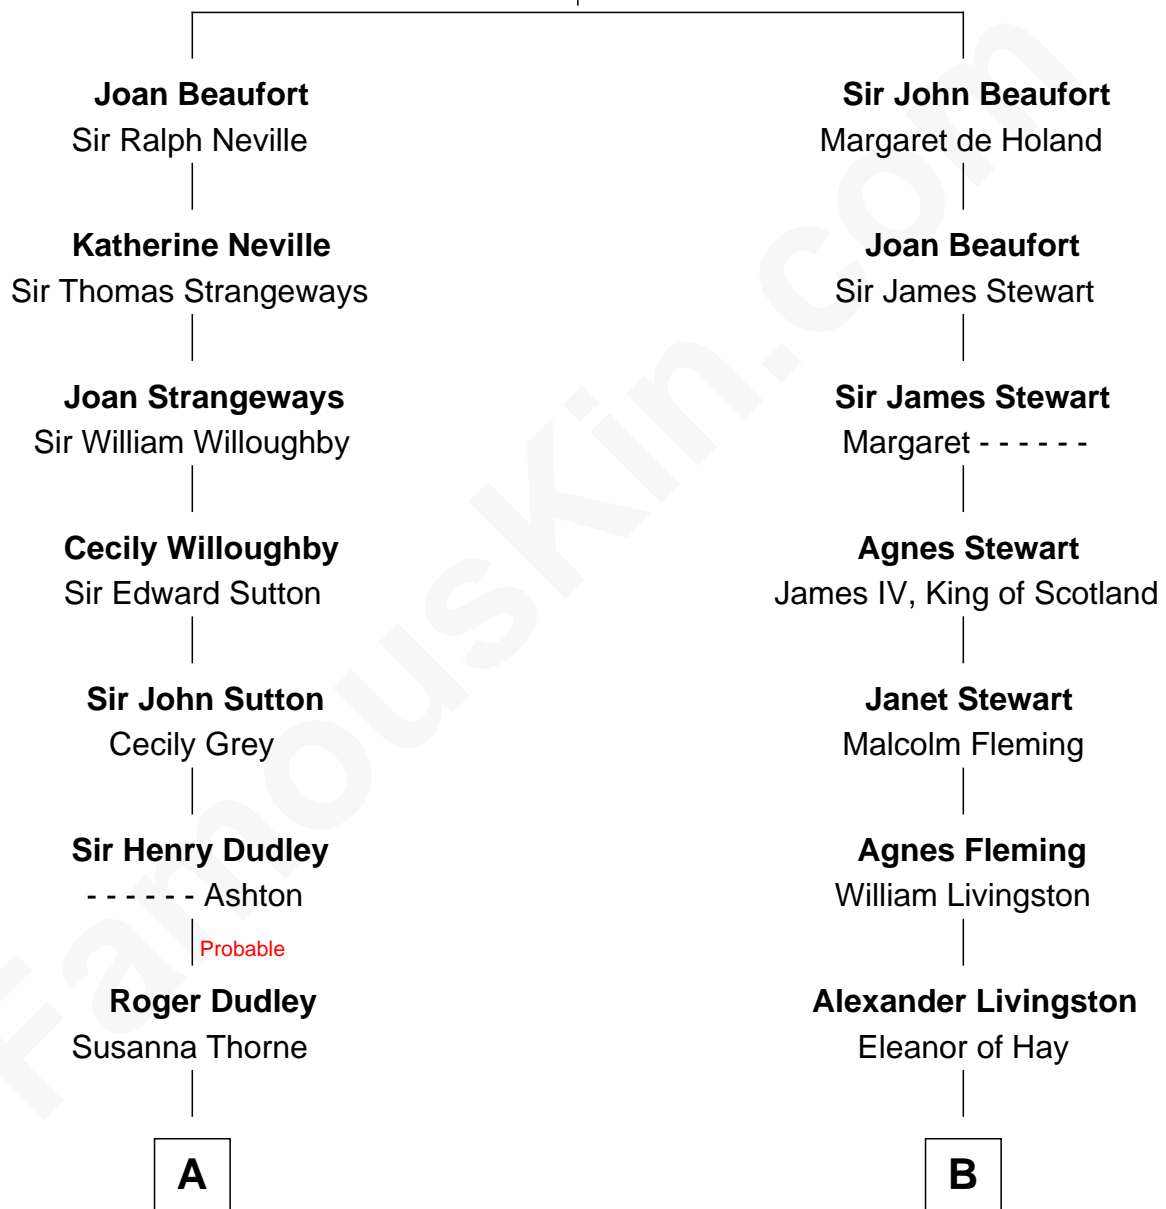 Joan Beaufort
Sir Ralph Neville
Katherine Neville
Sir Thomas Strangeways
Joan Strangeways
Sir William Willoughby
Cecily Willoughby
Sir Edward Sutton
Sir John Sutton
Cecily Grey
Sir Henry Dudley
- - - - - - Ashton
Probable
Roger Dudley
Susanna Thorne
A
Sir John Beaufort
Margaret de Holand
Joan Beaufort
Sir James Stewart
Sir James Stewart
Margaret - - - - - -
Agnes Stewart
James IV, King of Scotland
Janet Stewart
Malcolm Fleming
Agnes Fleming
William Livingston
Alexander Livingston
Eleanor of Hay
B
FamousKin.com